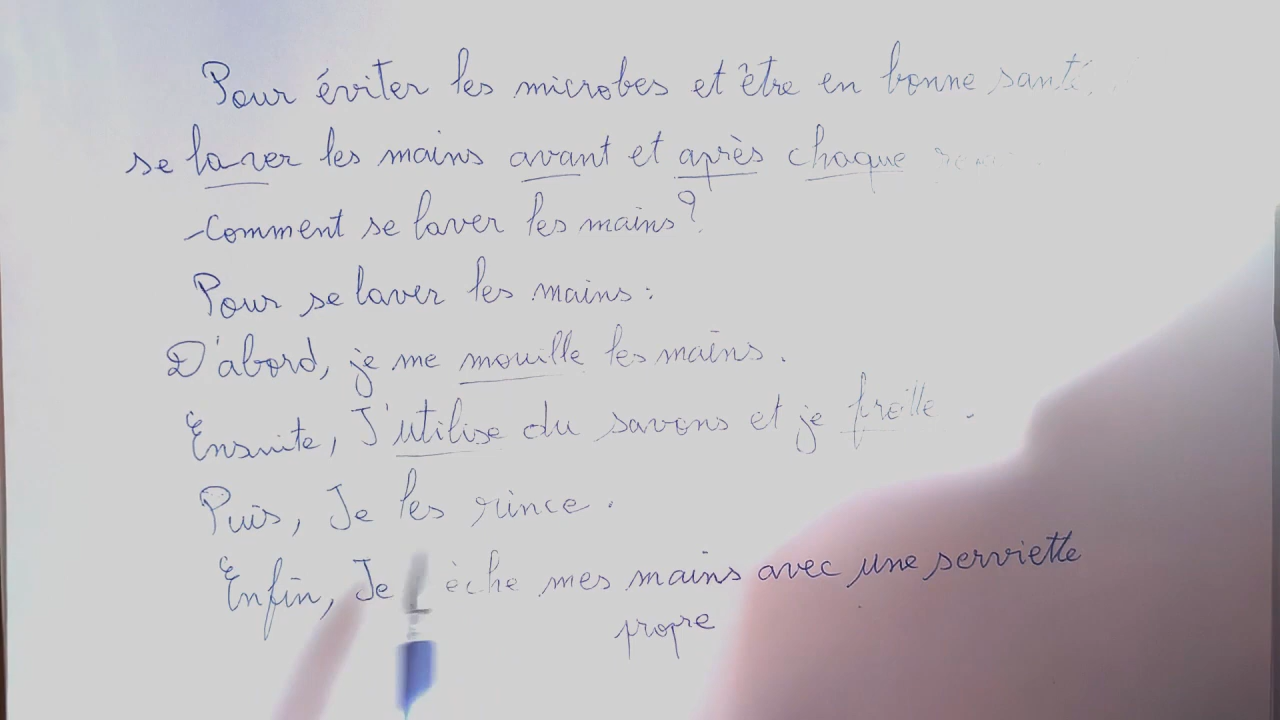 Pour éviter les microbes et être en bonne santé,
se laver les mains avant et après chaque
-Comment se laver les mains?
Pour se laver les mains:
D'abord, je me mouille les mains.
Ensuite, J'utilise du savons et je frotte.
Puis, Je les rince.
Enfin, Je mes mains avec une serviette
propre